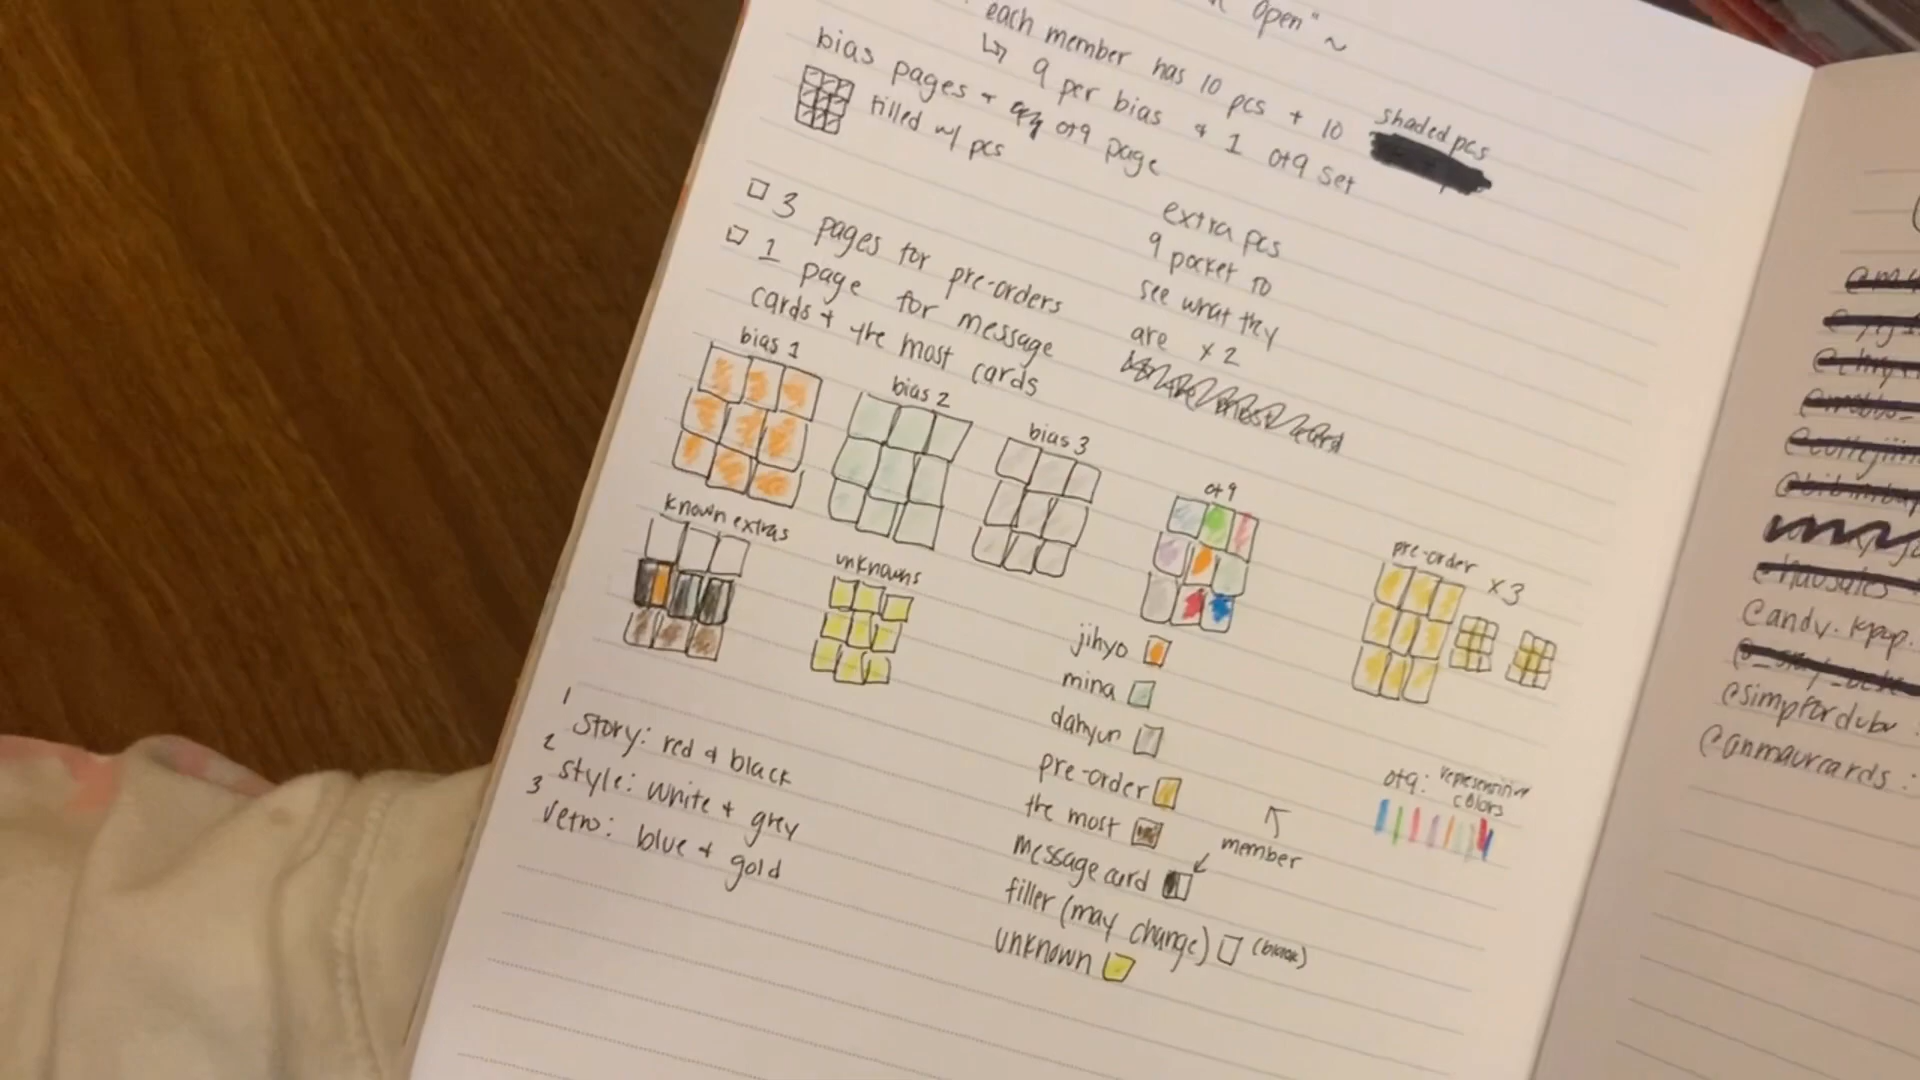 open" ~
each member has 10 pcs + 10 shaded pcs
↳ 9 per bias & 1 ot9 set
bias pages + ot9 page
filled w/ pcs
□ 3 pages for pre-orders
□ 1 page for message
cards + the most cards
extra pcs
9 pocket to
see what they
are x 2
bias 1
bias 2
bias 3
ot9
pre-order x3
known extras
unknowns
jihyo
mina
dahyun
pre-order
the most
message card
filler (may change) (blank)
unknown
member
ot9:
colors
1 story: red & black
2 style: white + grey
3 retro: blue + gold
@andy.kpop.
@simpfordubu :
@anmaurcards :